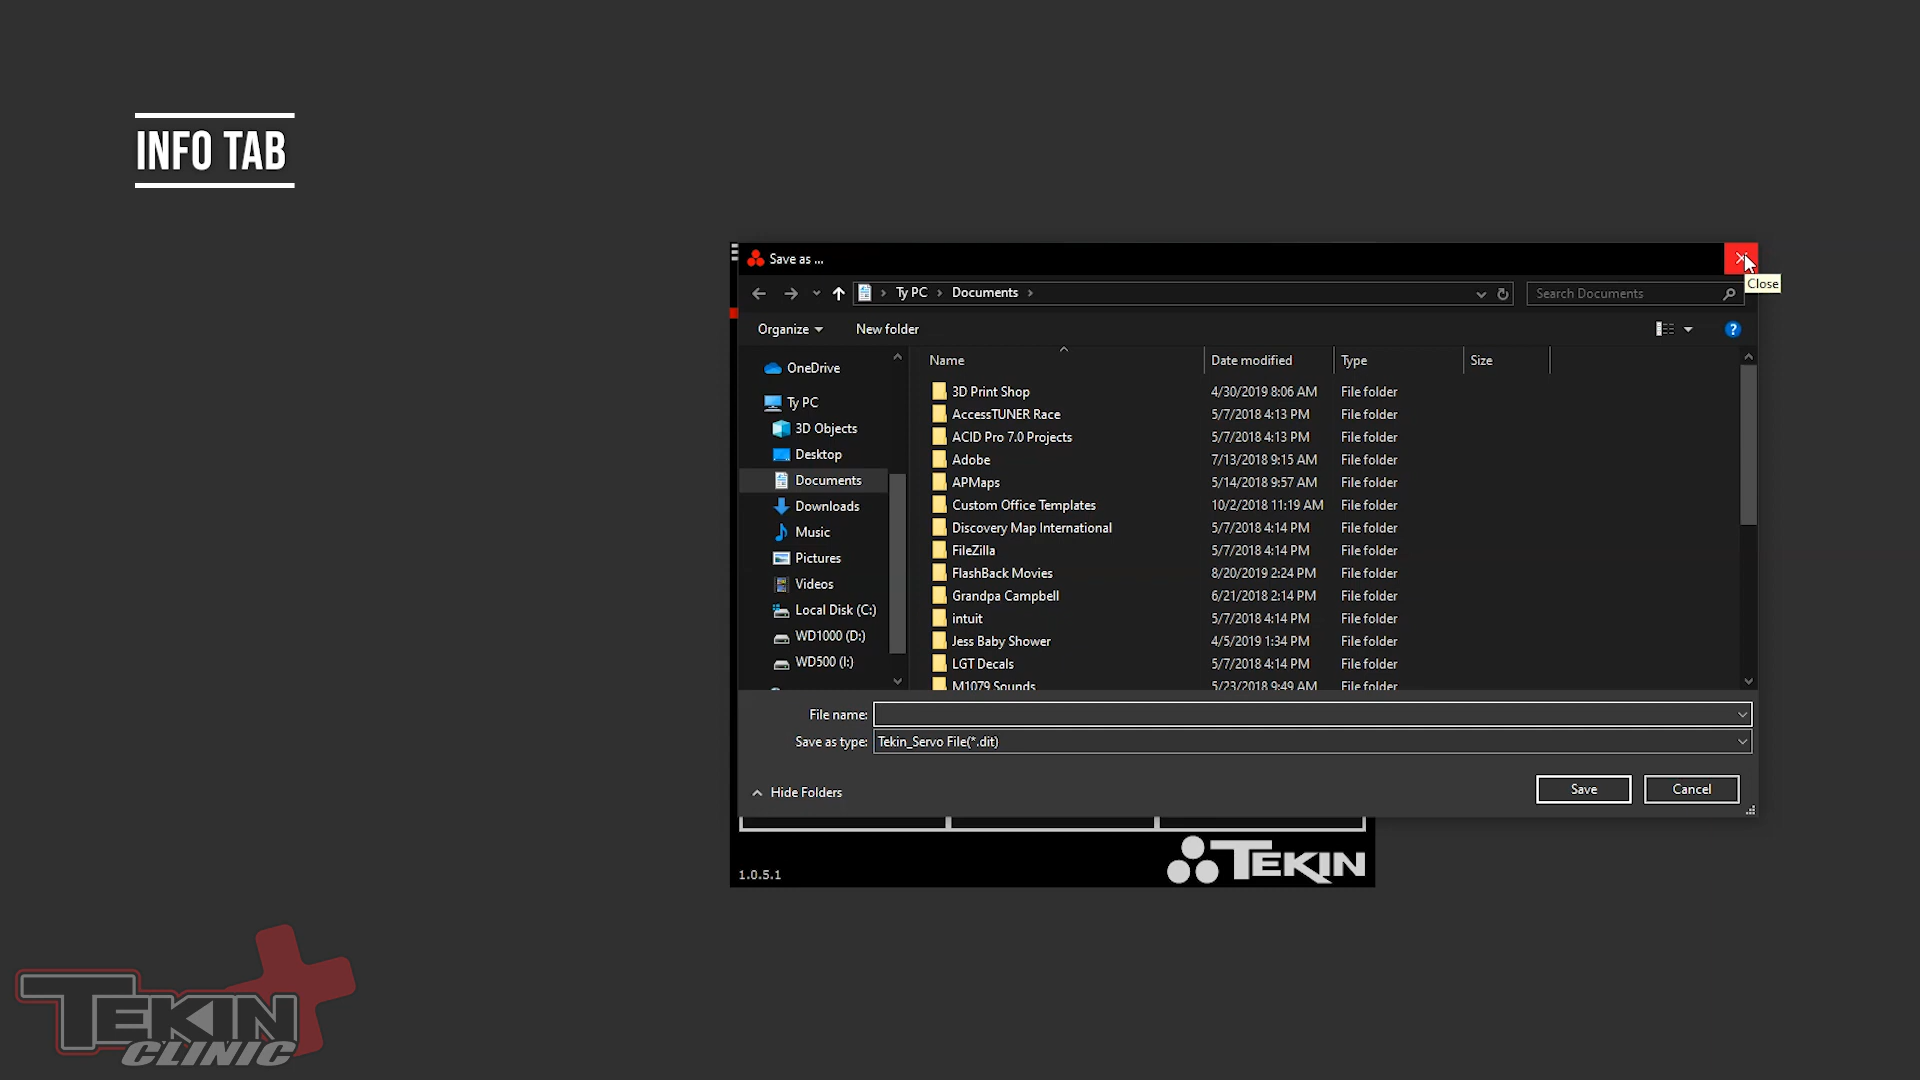 INFO TAB
Save as ...
Close
Ty PC
Documents
Search Documents
Organize
New folder
?
Name
Date modified
Type
Size
OneDrive
Ty PC
3D Objects
Desktop
Documents
Downloads
Music
Pictures
Videos
Local Disk (C:)
WD1000 (D:)
WD500 (I:)
3D Print Shop 4/30/2019 8:06 AM File folder
AccessTUNER Race 5/7/2018 4:13 PM File folder
ACID Pro 7.0 Projects 5/7/2018 4:13 PM File folder
Adobe 7/13/2018 9:15 AM File folder
APMaps 5/14/2018 9:57 AM File folder
Custom Office Templates 10/2/2018 11:19 AM File folder
Discovery Map International 5/7/2018 4:14 PM File folder
FileZilla 5/7/2018 4:14 PM File folder
FlashBack Movies 8/20/2019 2:24 PM File folder
Grandpa Campbell 6/21/2018 2:14 PM File folder
intuit 5/7/2018 4:14 PM File folder
Jess Baby Shower 4/5/2019 1:34 PM File folder
LGT Decals 5/7/2018 4:14 PM File folder
M1079 Sounds 5/23/2018 9:49 AM File folder
File name:
Save as type: Tekin_Servo File(*.dit)
Hide Folders
Save
Cancel
1.0.5.1
TEKIN
TEKIN
CLINIC